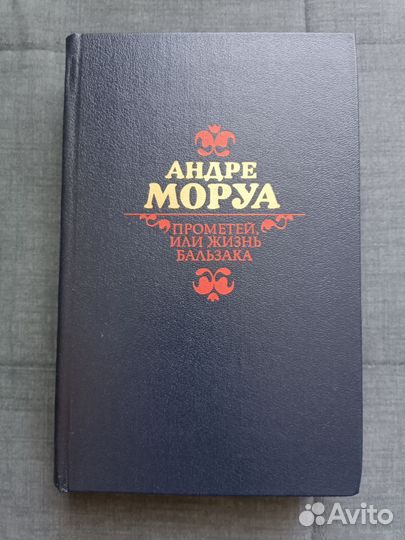 АНДРЕ
МОРУА
ПРОМЕТЕЙ,
ИЛИ ЖИЗНЬ
БАЛЬЗАКА
Avito